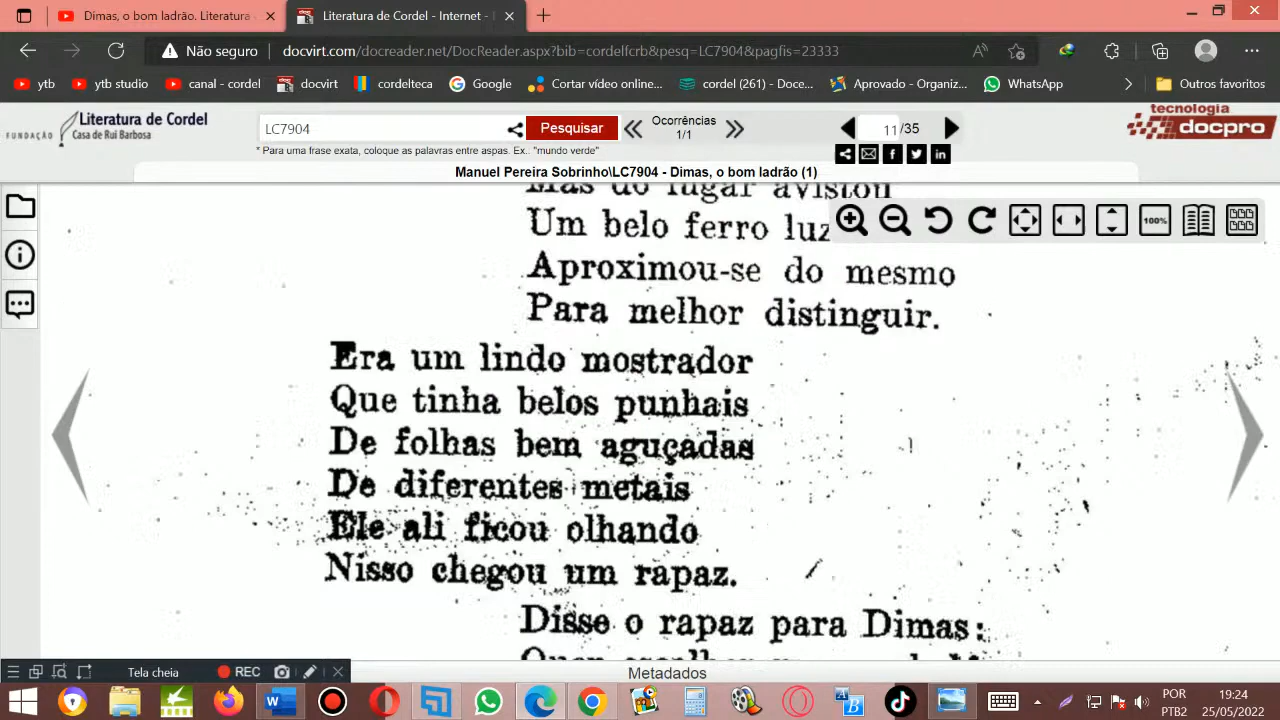 Dimas, o bom ladrão. Literatura
Literatura de Cordel - Internet -
Não seguro
docvirt.com/docreader.net/DocReader.aspx?bib=cordelfcrb&pesq=LC7904&pagfis=23333
ytb
ytb studio
canal - cordel
docvirt
cordelteca
Google
Cortar vídeo online...
cordel (261) - Doce...
Aprovado - Organiz...
WhatsApp
Outros favoritos
FUNDAÇÃO
Literatura de Cordel
Casa de Rui Barbosa
LC7904
Pesquisar
Ocorrências
1/1
11 /35
tecnologia
docpro
* Para uma frase exata, coloque as palavras entre aspas. Ex.. "mundo verde"
Manuel Pereira Sobrinho\LC7904 - Dimas, o bom ladrão (1)
Mas do lugar avistou
Um belo ferro luz
100%
Aproximou-se do mesmo
Para melhor distinguir.
Era um lindo mostrador
Que tinha belos punhais
De folhas bem aguçadas
De diferentes metais
Ele ali ficou olhando
Nisso chegou um rapaz.
Disse o rapaz para Dimas:
Tela cheia
REC
Metadados
POR
PTB2
19:24
25/05/2022